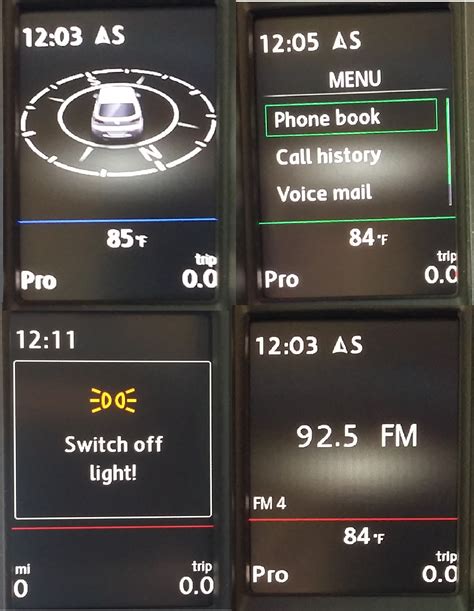 12:03 AS
N
85°F
trip
Pro 0.0
12:05 AS
MENU
Phone book
Call history
Voice mail
84°F
trip
Pro 0.0
12:11
Switch off
light!
mi trip
0 0.0
12:03 AS
92.5 FM
FM 4
84°F
trip
Pro 0.0